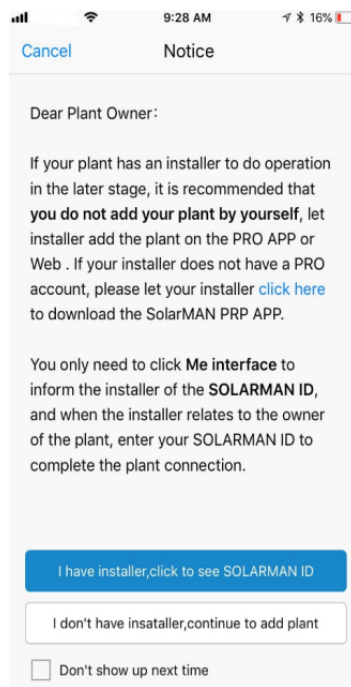 9:28 AM 16%
Cancel Notice
Dear Plant Owner:
If your plant has an installer to do operation
in the later stage, it is recommended that
you do not add your plant by yourself, let
installer add the plant on the PRO APP or
Web . If your installer does not have a PRO
account, please let your installer click here
to download the SolarMAN PRP APP.
You only need to click Me interface to
inform the installer of the SOLARMAN ID,
and when the installer relates to the owner
of the plant, enter your SOLARMAN ID to
complete the plant connection.
I have installer,click to see SOLARMAN ID
I don't have insataller,continue to add plant
Don't show up next time